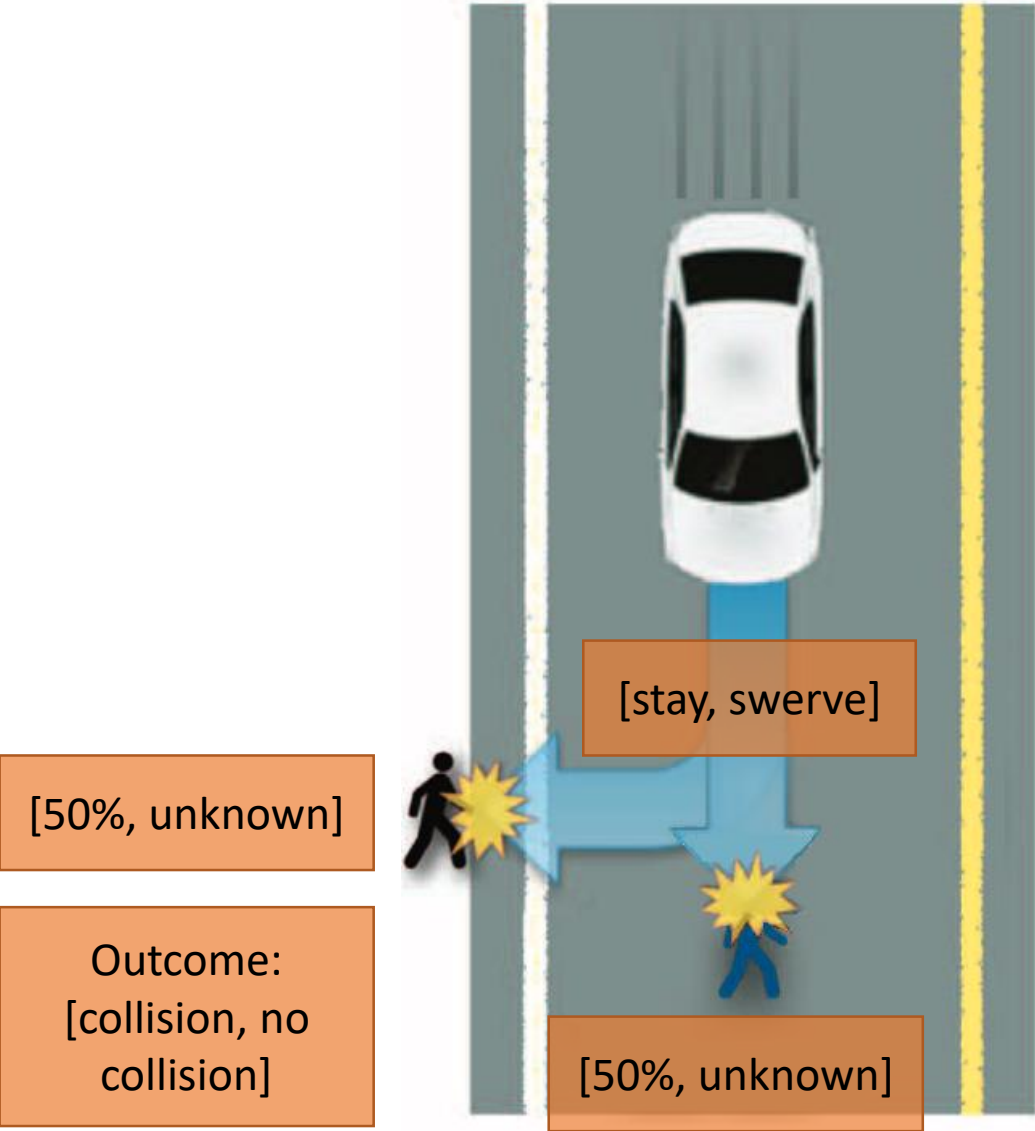 [stay, swerve]
[50%, unknown]
Outcome:
[collision, no
collision]
[50%, unknown]